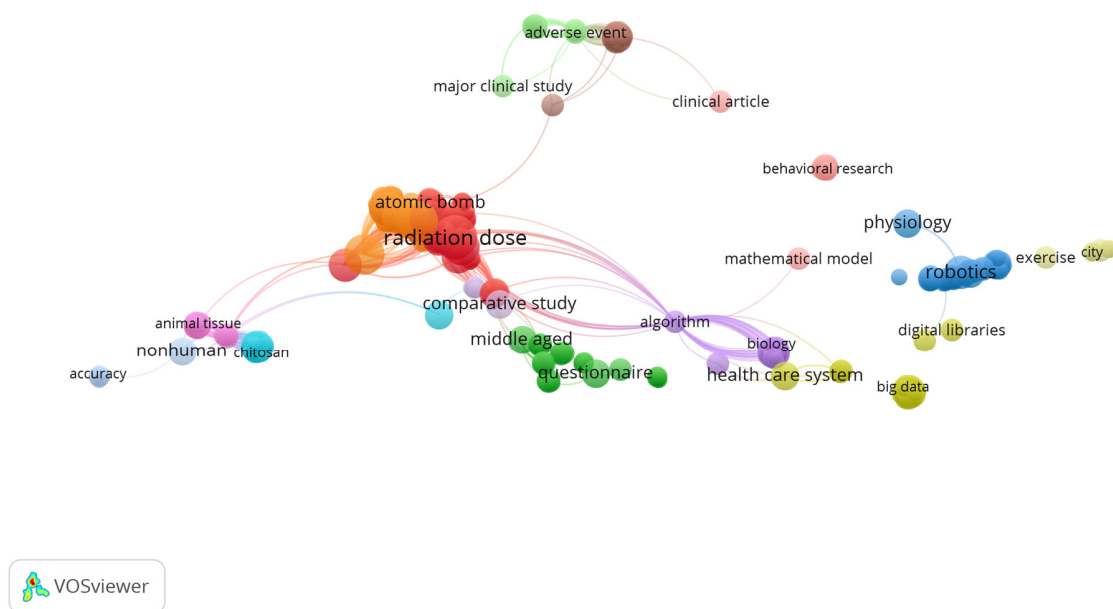 adverse event
major clinical study
clinical article
behavioral research
atomic bomb
physiology
radiation dose
mathematical model
exercise
city
robotics
comparative study
animal tissue
algorithm
digital libraries
middle aged
biology
nonhuman
chitosan
accuracy
questionnaire
health care system
big data
VOSviewer